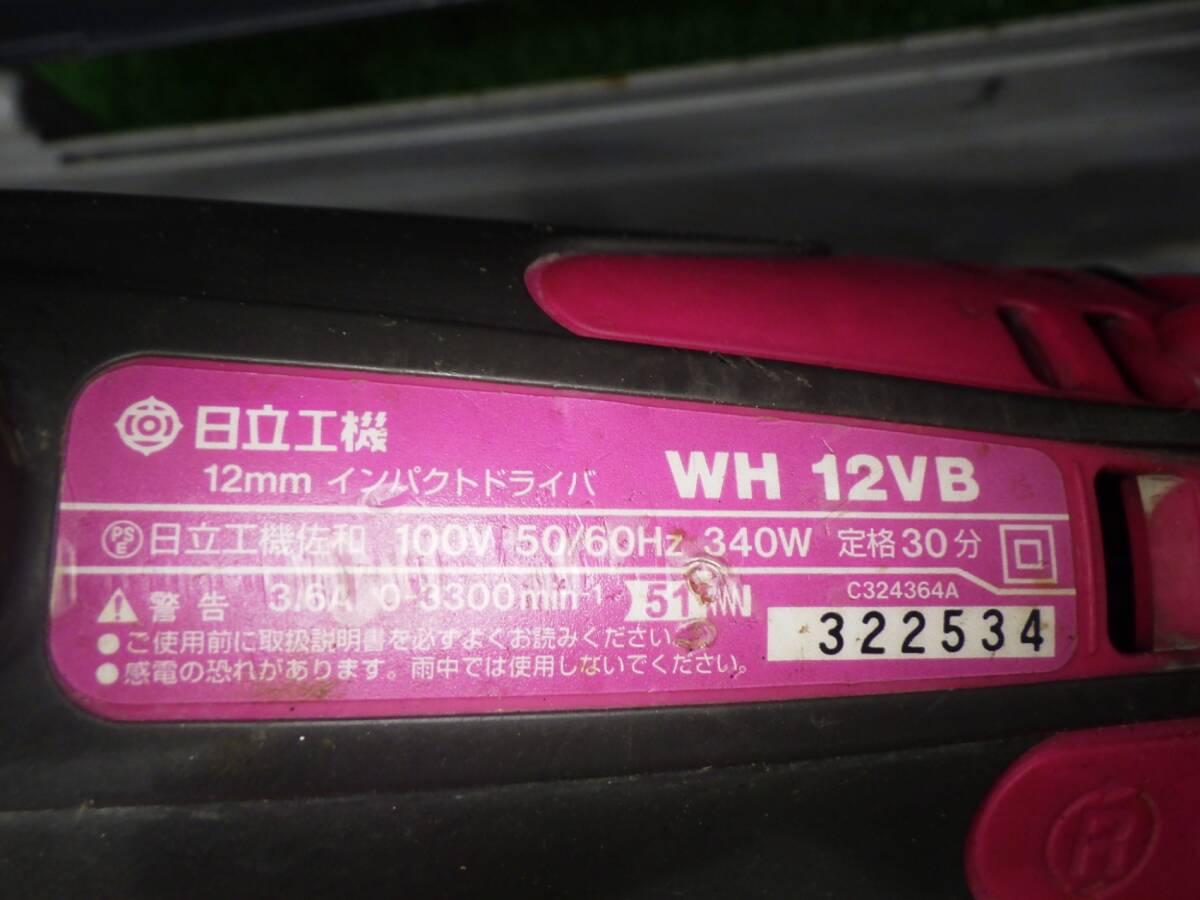 日立工機
12mm インパクトドライバ WH 12VB
PSE 日立工機佐和 100V 50/60Hz 340W 定格30分
警告 3.6A 0-3300min⁻¹ 51 NNN C324364A
●ご使用前に取扱説明書を必ずよくお読みください。
322534
●感電の恐れがあります。雨中では使用しないでください。
R